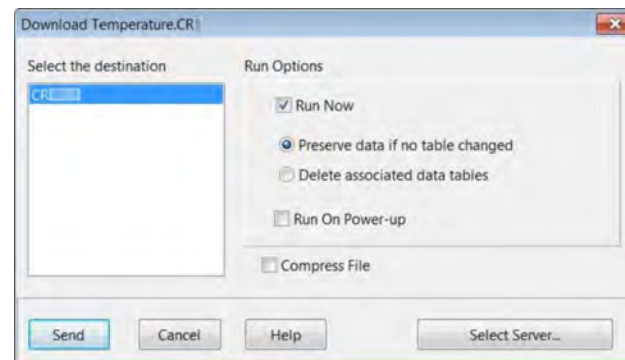 Download Temperature.CR
Select the destination
Run Options
CR
Run Now
Preserve data if no table changed
Delete associated data tables
Run On Power-up
Compress File
Send
Cancel
Help
Select Server...